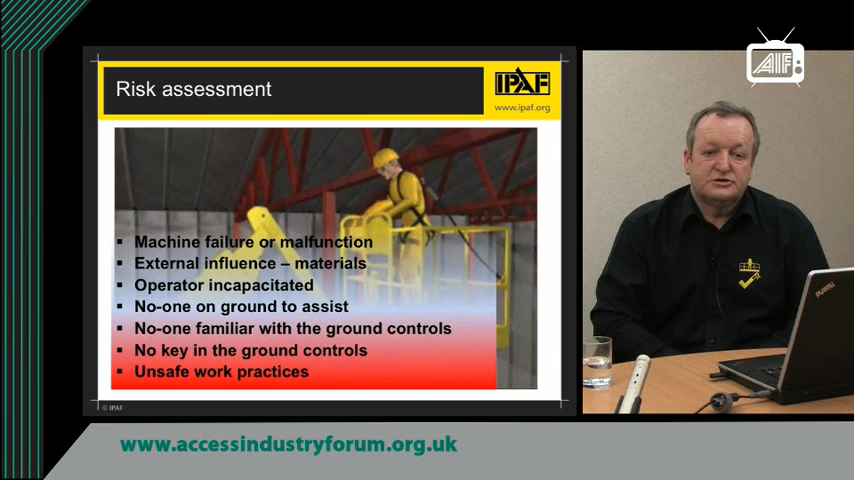 Risk assessment
IPAF
www.ipaf.org
▪ Machine failure or malfunction
▪ External influence – materials
▪ Operator incapacitated
▪ No-one on ground to assist
▪ No-one familiar with the ground controls
▪ No key in the ground controls
▪ Unsafe work practices
© IPAF
AIF
ThinkPad
www.accessindustryforum.org.uk